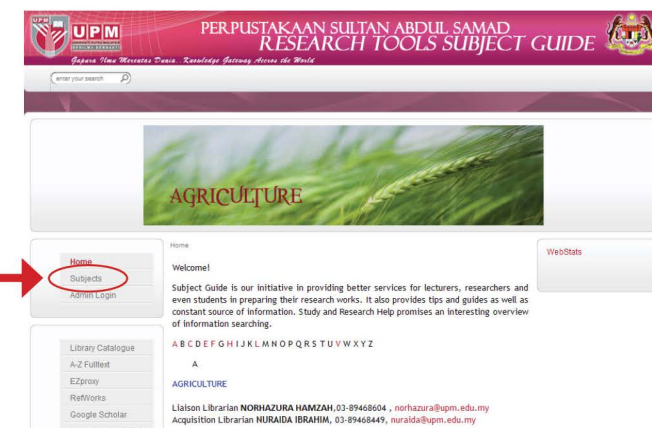 UPM
UPM
PERPUSTAKAAN SULTAN ABDUL SAMAD
RESEARCH TOOLS SUBJECT GUIDE
Gapura Ilmu Merentas Dunia.. Knowledge Gateway Accross the World
enter your search
AGRICULTURE
Home
Subjects
Admin Login
Library Catalogue
A-Z Fulltext
EZproxy
RefWorks
Google Scholar
Home
Welcome!
Subject Guide is our initiative in providing better services for lecturers, researchers and
even students in preparing their research works. It also provides tips and guides as well as
constant source of information. Study and Research Help promises an interesting overview
of information searching.
A B C D E F G H I J K L M N O P Q R S T U V W X Y Z
A
AGRICULTURE
Liaison Librarian NORHAZURA HAMZAH,03-89468604 , norhazura@upm.edu.my
Acquisition Librarian NURAIDA IBRAHIM, 03-89468449, nuraida@upm.edu.my
WebStats